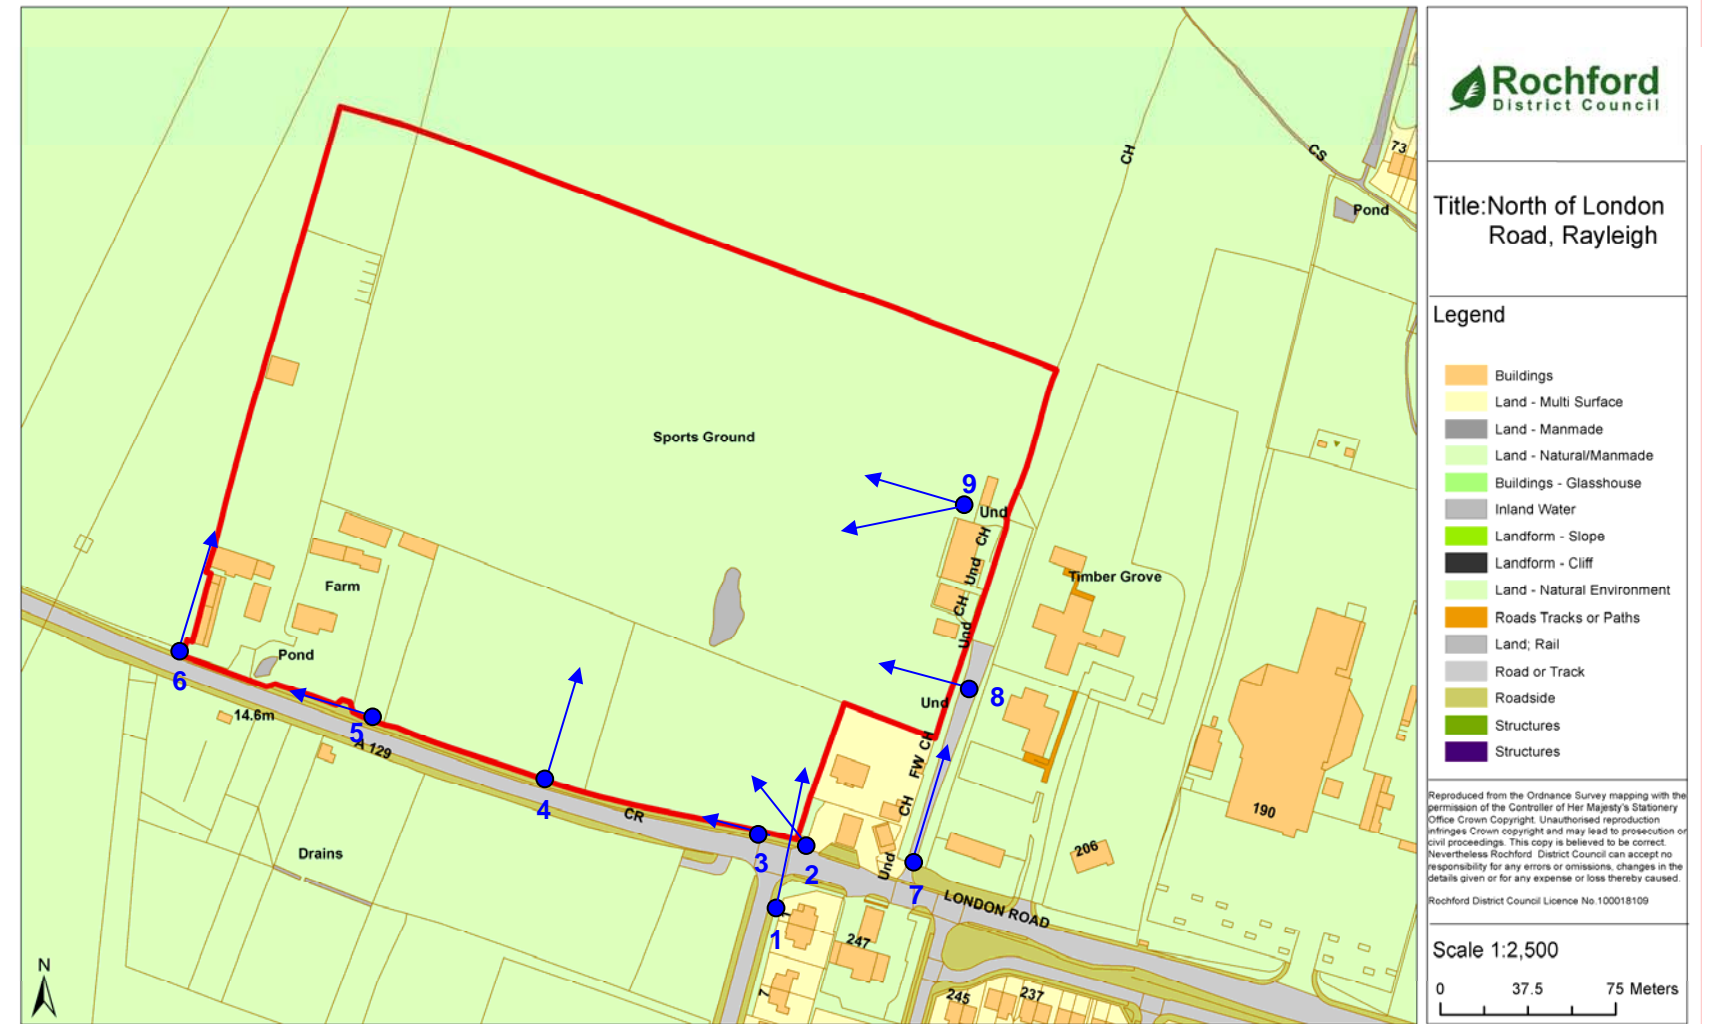 CH
CS
73
Pond
Sports Ground
9
Und
CH
Und
Timber Grove
CH
Farm
Und
Pond
6
8
Und
14.6m
5
A 129
CH
FW
190
4
CR
CH
206
3
2
Drains
Und
7
LONDON ROAD
1
7
247
7
245
237
N
Rochford
District Council
Title:North of London
Road, Rayleigh
Legend
Buildings
Land - Multi Surface
Land - Manmade
Land - Natural/Manmade
Buildings - Glasshouse
Inland Water
Landform - Slope
Landform - Cliff
Land - Natural Environment
Roads Tracks or Paths
Land; Rail
Road or Track
Roadside
Structures
Structures
Reproduced from the Ordnance Survey mapping with the
permission of the Controller of Her Majesty's Stationery
Office Crown Copyright. Unauthorised reproduction
infringes Crown copyright and may lead to prosecution or
civil proceedings. This copy is believed to be correct.
Nevertheless Rochford District Council can accept no
responsibility for any errors or omissions, changes in the
details given or for any expense or loss thereby caused.
Rochford District Council Licence No.100018109
Scale 1:2,500
0 37.5 75 Meters